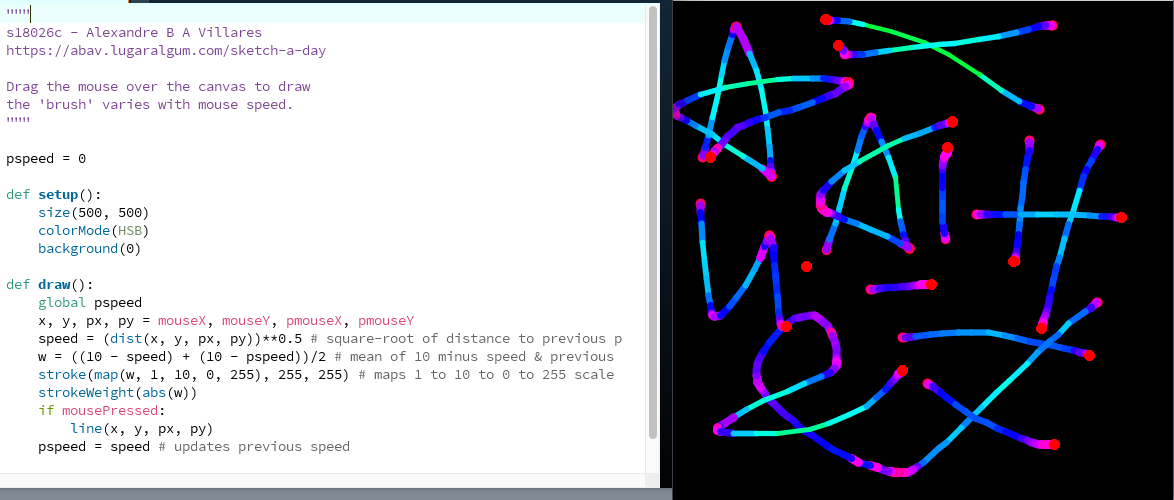 """
s18026c – Alexandre B A Villares
https://abav.lugaralgum.com/sketch-a-day
Drag the mouse over the canvas to draw
the 'brush' varies with mouse speed.
"""
pspeed = 0
def setup():
size(500, 500)
colorMode(HSB)
background(0)
def draw():
global pspeed
x, y, px, py = mouseX, mouseY, pmouseX, pmouseY
speed = (dist(x, y, px, py))**0.5 # square-root of distance to previous p
w = ((10 - speed) + (10 - pspeed))/2 # mean of 10 minus speed & previous
stroke(map(w, 1, 10, 0, 255), 255, 255) # maps 1 to 10 to 0 to 255 scale
strokeWeight(abs(w))
if mousePressed:
line(x, y, px, py)
pspeed = speed # updates previous speed